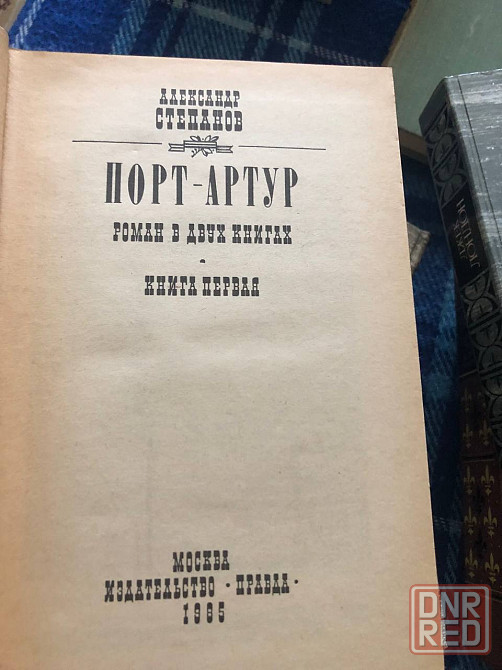 АЛЕКСАНДР
СТЕПАНОВ
ПОРТ-АРТУР
РОМАН В ДВУХ КНИГАХ
КНИГА ПЕРВАЯ
МОСКВА
ИЗДАТЕЛЬСТВО «ПРАВДА»
1985
DNR
RED